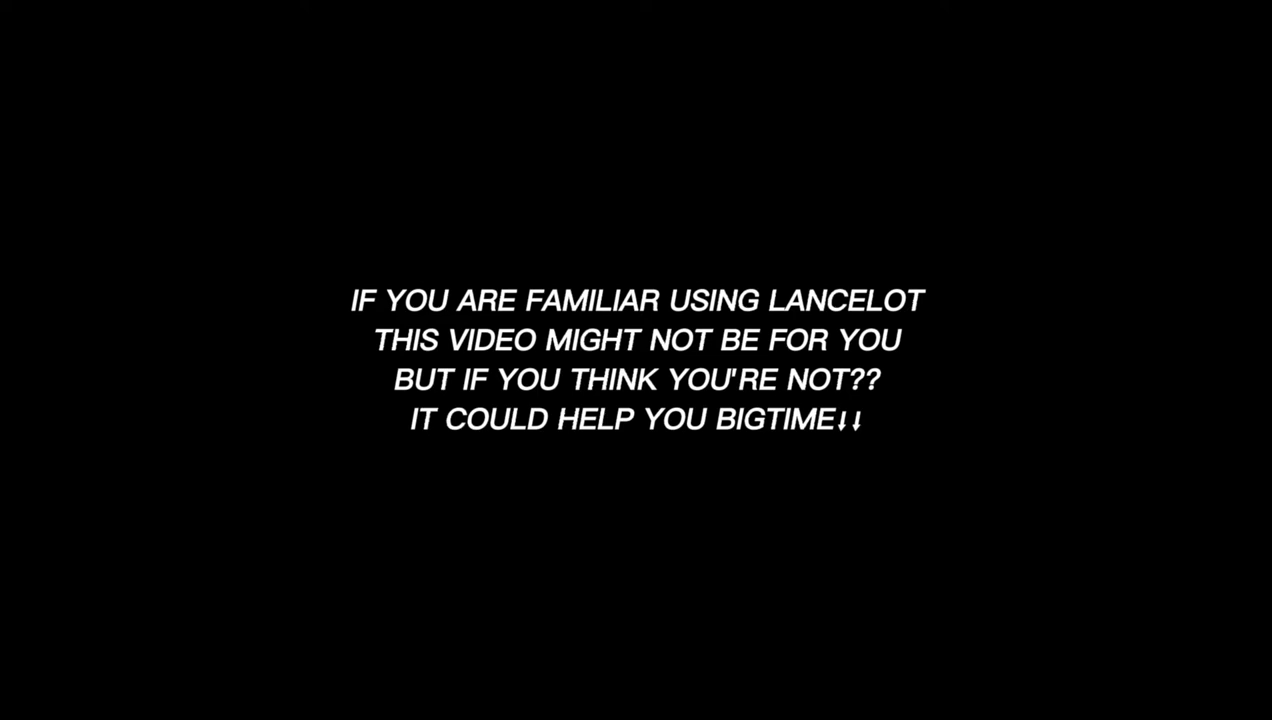 IF YOU ARE FAMILIAR USING LANCELOT
THIS VIDEO MIGHT NOT BE FOR YOU
BUT IF YOU THINK YOU'RE NOT??
IT COULD HELP YOU BIGTIME↓↓